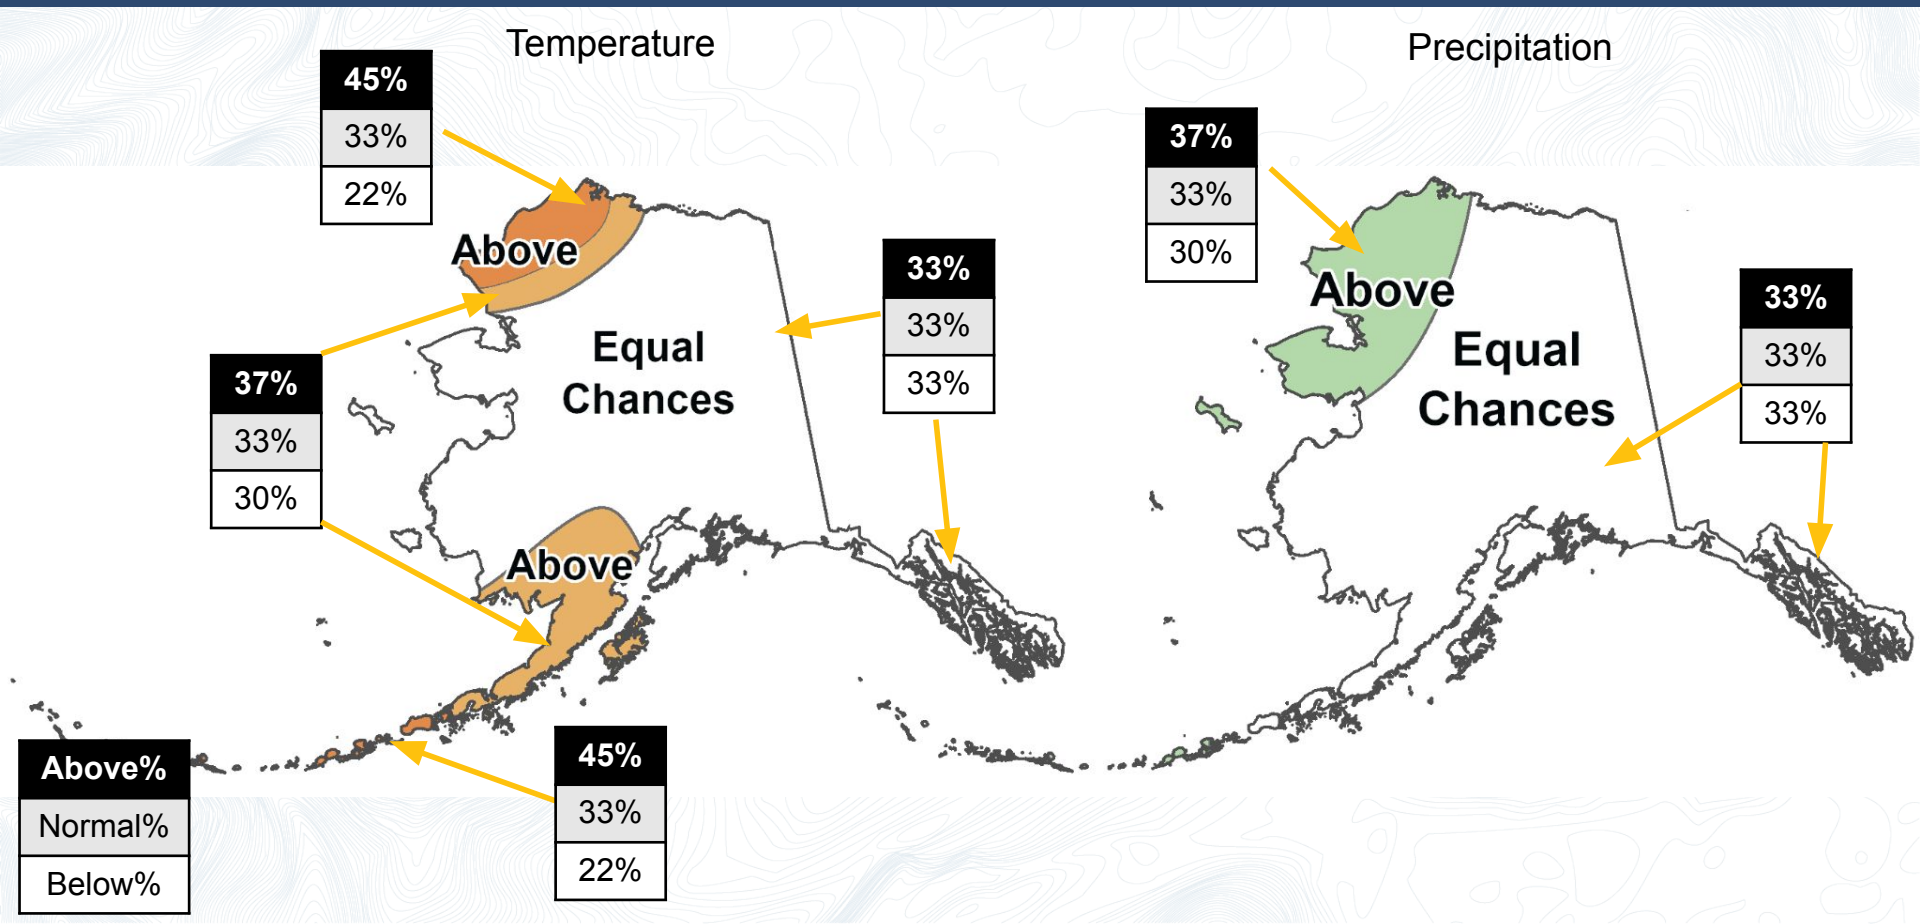 Temperature
45%
33%
22%
Above
33%
33%
33%
Equal
Chances
37%
33%
30%
Above
45%
33%
22%
Above%
Normal%
Below%
Precipitation
37%
33%
30%
Above
33%
33%
33%
Equal
Chances